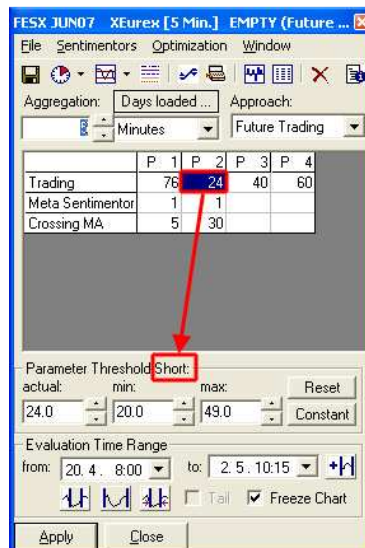 FESX JUN07 XEurex [5 Min.] EMPTY (Future ...
File Sentimentors Optimization Window
Aggregation: Days loaded ... Approach:
Minutes Future Trading
P 1 P 2 P 3 P 4
Trading 76 24 40 60
Meta Sentimentor 1 1
Crossing MA 5 30
Parameter Threshold Short:
actual: min: max: Reset
24.0 20.0 49.0 Constant
Evaluation Time Range
from: 20. 4. 8:00 to: 2. 5. 10:15
Tail Freeze Chart
Apply Close